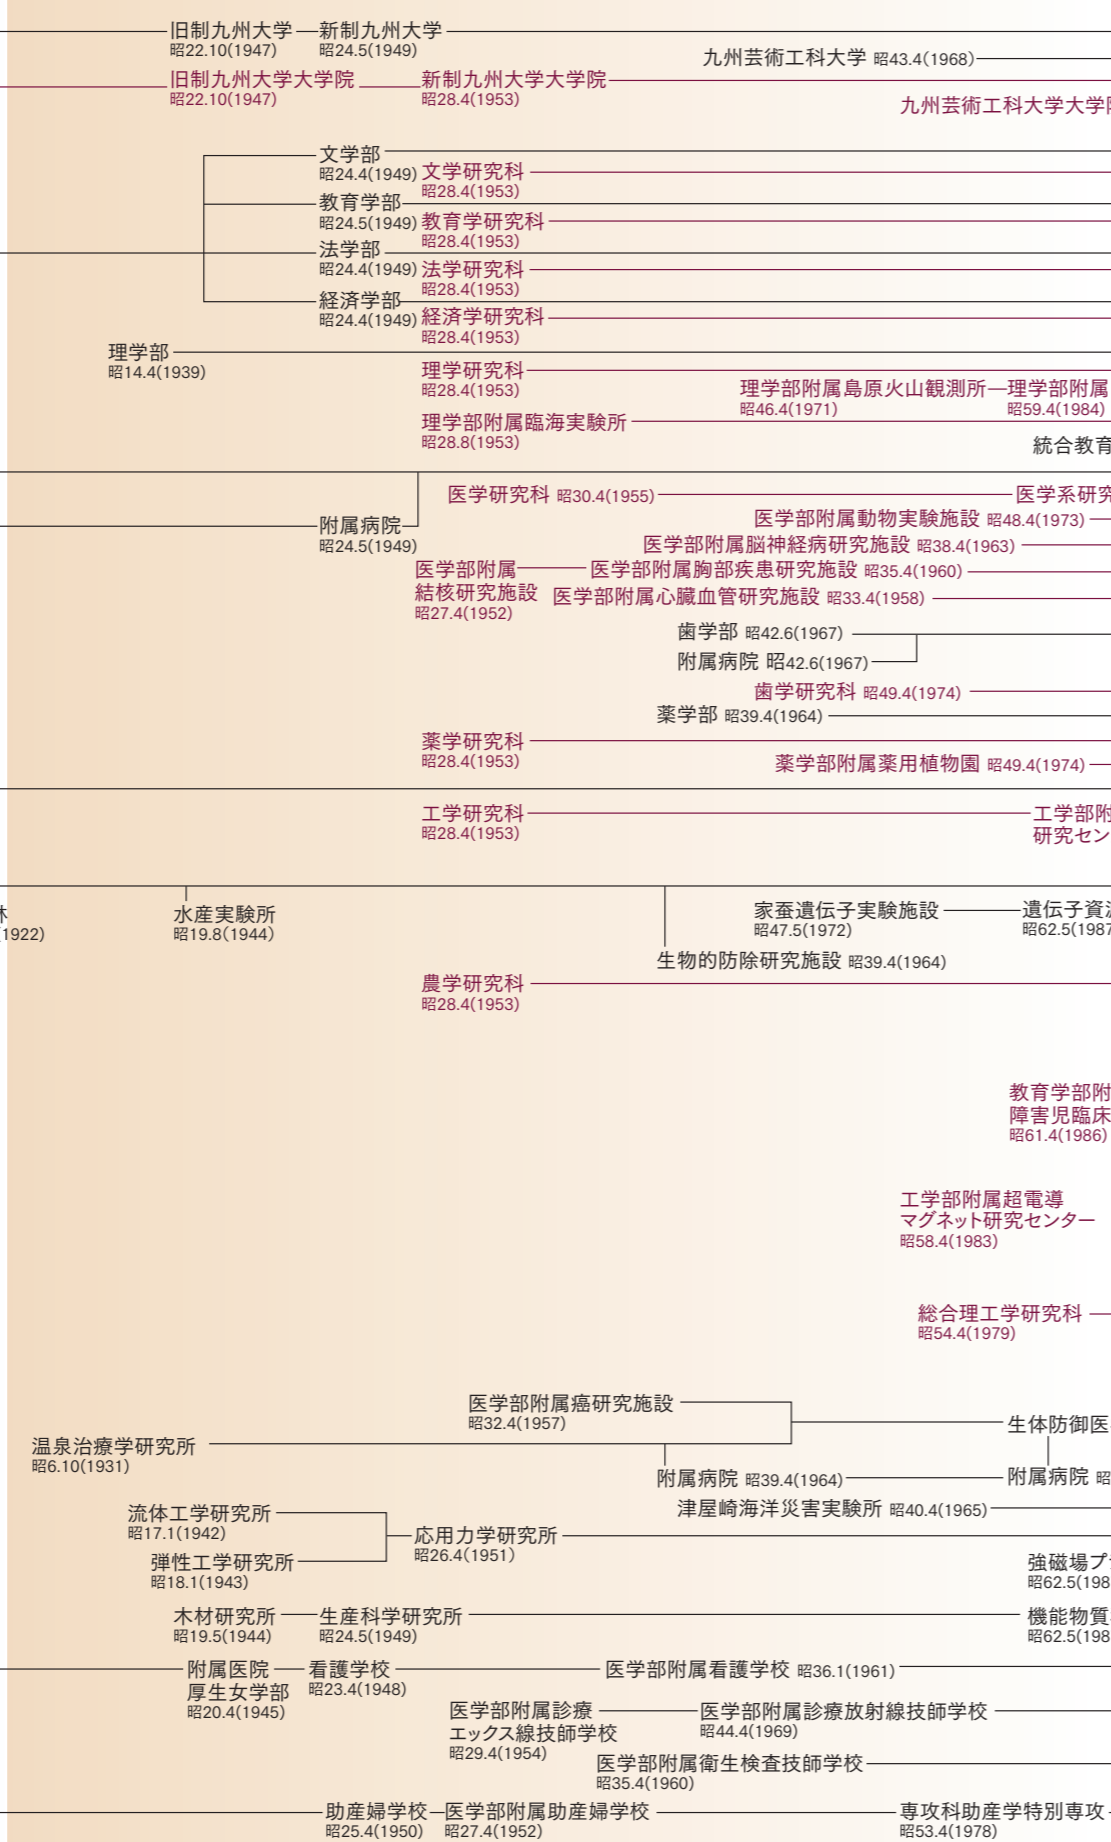 旧制九州大学
昭22.10(1947)
新制九州大学
昭24.5(1949)
九州芸術工科大学 昭43.4(1968)
旧制九州大学大学院
昭22.10(1947)
新制九州大学大学院
昭28.4(1953)
九州芸術工科大学大学院
文学部
昭24.4(1949)
文学研究科
昭28.4(1953)
教育学部
昭24.5(1949)
教育学研究科
昭28.4(1953)
法学部
昭24.4(1949)
法学研究科
昭28.4(1953)
経済学部
昭24.4(1949)
経済学研究科
昭28.4(1953)
理学部
昭14.4(1939)
理学研究科
昭28.4(1953)
理学部附属島原火山観測所
昭46.4(1971)
理学部附属
昭59.4(1984)
理学部附属臨海実験所
昭28.8(1953)
統合教育
医学研究科 昭30.4(1955)
医学系研究
附属病院
昭24.5(1949)
医学部附属動物実験施設 昭48.4(1973)
医学部附属脳神経病研究施設 昭38.4(1963)
医学部附属
結核研究施設
昭27.4(1952)
医学部附属胸部疾患研究施設 昭35.4(1960)
医学部附属心臓血管研究施設 昭33.4(1958)
歯学部 昭42.6(1967)
附属病院 昭42.6(1967)
歯学研究科 昭49.4(1974)
薬学部 昭39.4(1964)
薬学研究科
昭28.4(1953)
薬学部附属薬用植物園 昭49.4(1974)
工学研究科
昭28.4(1953)
工学部附
研究セン
林
(1922)
水産実験所
昭19.8(1944)
家蚕遺伝子実験施設
昭47.5(1972)
遺伝子資源
昭62.5(1987
生物的防除研究施設 昭39.4(1964)
農学研究科
昭28.4(1953)
教育学部附
障害児臨床
昭61.4(1986)
工学部附属超電導
マグネット研究センター
昭58.4(1983)
総合理工学研究科
昭54.4(1979)
医学部附属癌研究施設
昭32.4(1957)
生体防御医
温泉治療学研究所
昭6.10(1931)
附属病院 昭39.4(1964)
附属病院 昭
津屋崎海洋災害実験所 昭40.4(1965)
流体工学研究所
昭17.1(1942)
応用力学研究所
昭26.4(1951)
弾性工学研究所
昭18.1(1943)
強磁場プ
昭62.5(198
木材研究所
昭19.5(1944)
生産科学研究所
昭24.5(1949)
機能物質
昭62.5(198
附属医院
厚生女学部
昭20.4(1945)
看護学校
昭23.4(1948)
医学部附属看護学校 昭36.1(1961)
医学部附属診療
エックス線技師学校
昭29.4(1954)
医学部附属診療放射線技師学校
昭44.4(1969)
医学部附属衛生検査技師学校
昭35.4(1960)
助産婦学校
昭25.4(1950)
医学部附属助産婦学校
昭27.4(1952)
専攻科助産学特別専攻
昭53.4(1978)